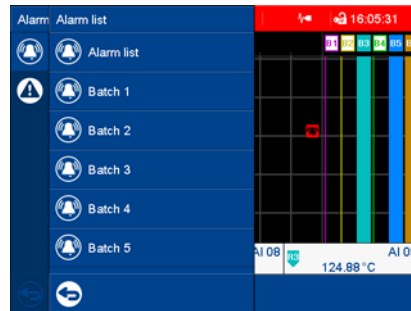 Alarm Alarm list 16:05:31
B1 B2 B3 B4 B5 B
Alarm list
Batch 1
Batch 2
Batch 3
Batch 4
Batch 5
AI 08 B3 AI 0
124.88°C